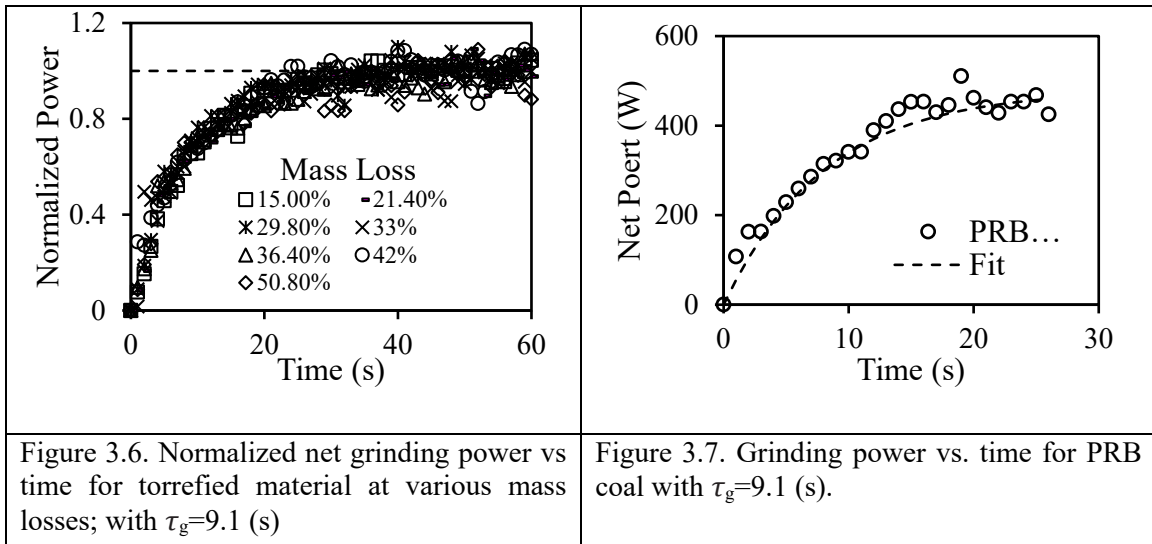 1.2
0.8
0.4
0
Normalized Power
Mass Loss
15.00% 21.40%
29.80% 33%
36.40% 42%
50.80%
0 20 40 60
Time (s)
600
400
200
0
Net Poert (W)
PRB…
Fit
0 10 20 30
Time (s)
Figure 3.6. Normalized net grinding power vs
time for torrefied material at various mass
losses; with τg=9.1 (s)
Figure 3.7. Grinding power vs. time for PRB
coal with τg=9.1 (s).